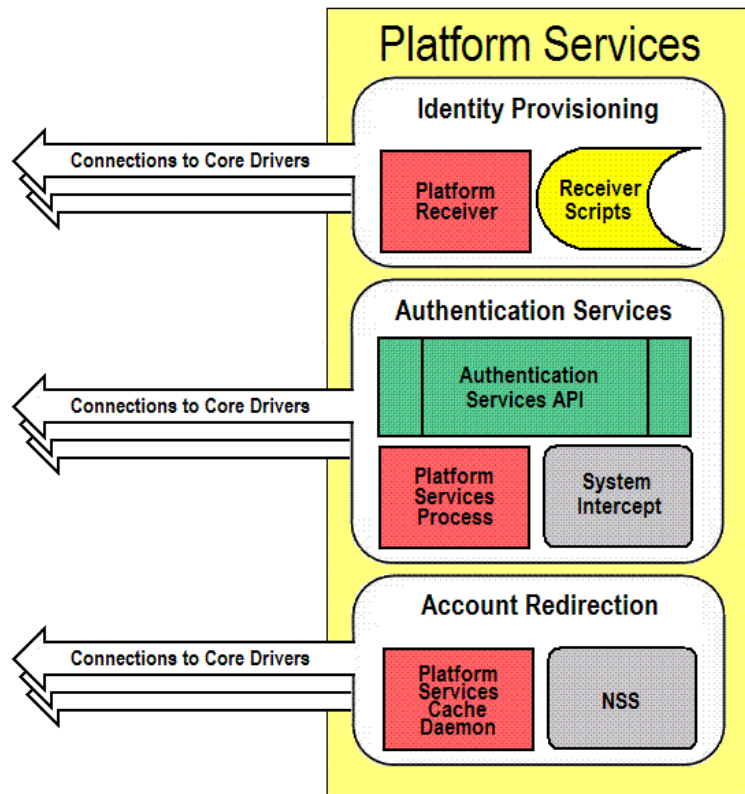 Platform Services
Identity Provisioning
Connections to Core Drivers
Platform
Receiver
Receiver
Scripts
Authentication Services
Authentication
Services API
Connections to Core Drivers
Platform
Services
Process
System
Intercept
Account Redirection
Connections to Core Drivers
Platform
Services
Cache
Daemon
NSS